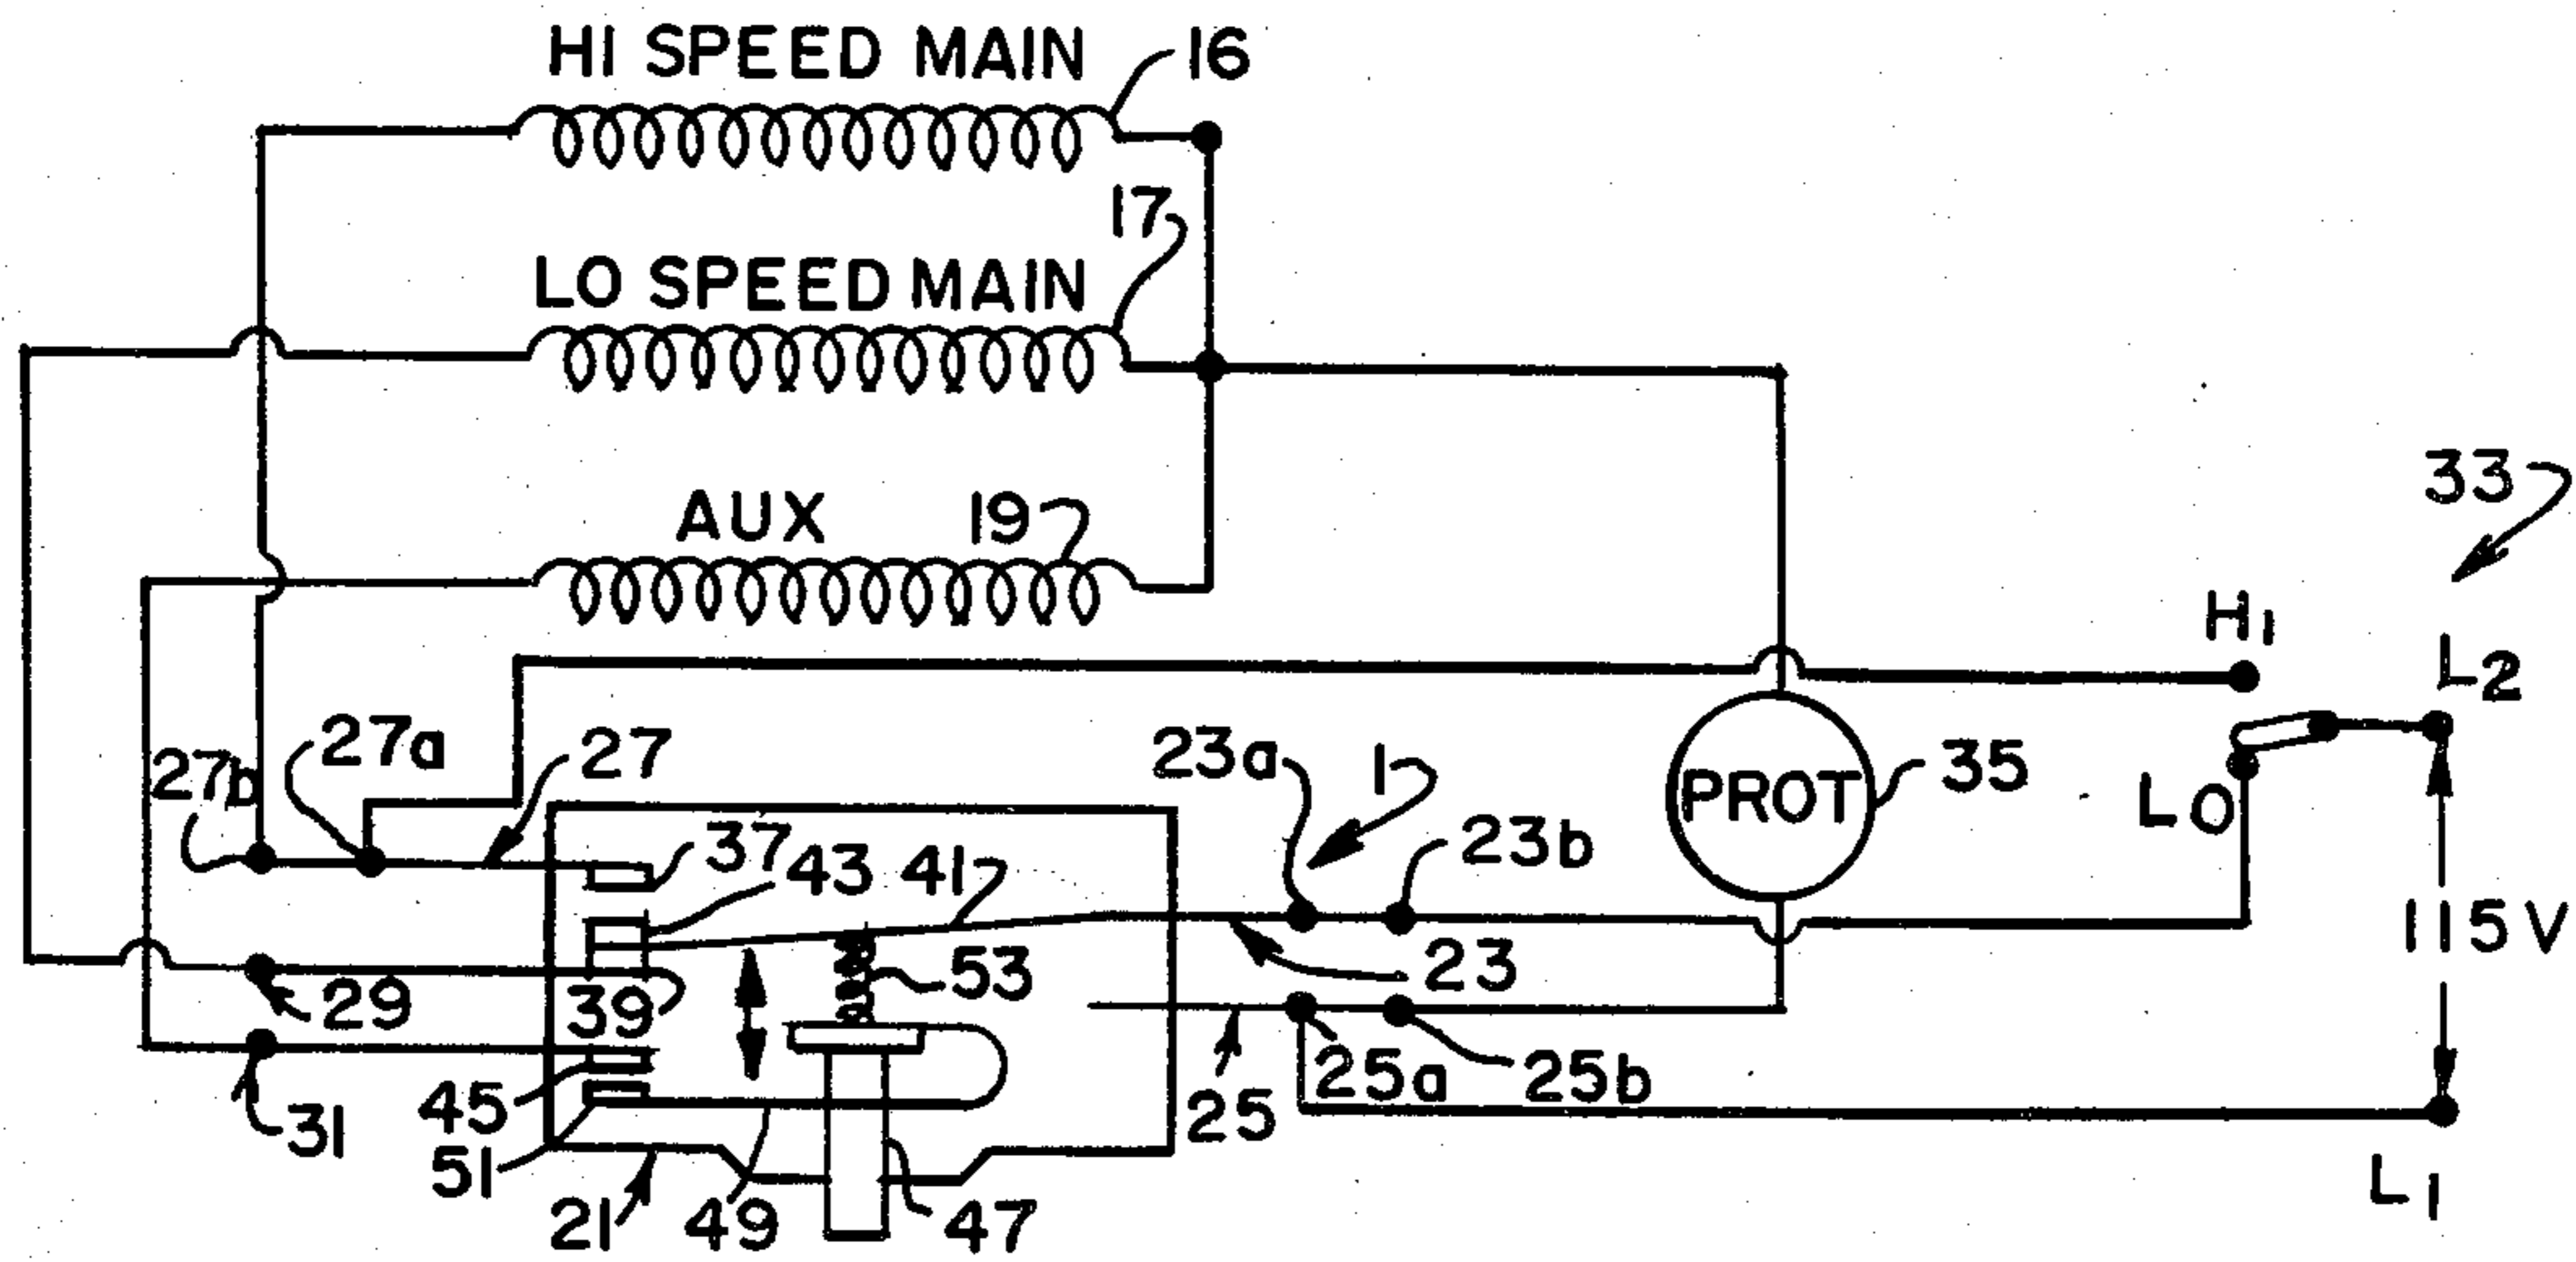 HI SPEED MAIN 16
17
LO SPEED MAIN
AUX 19
33
HI
L2
27b 27a 27
23a 1
PROT 35
LO
37 43 41
23b
115V
29 39 53 23
45 31 51 21 49 47
25 25a 25b
L1